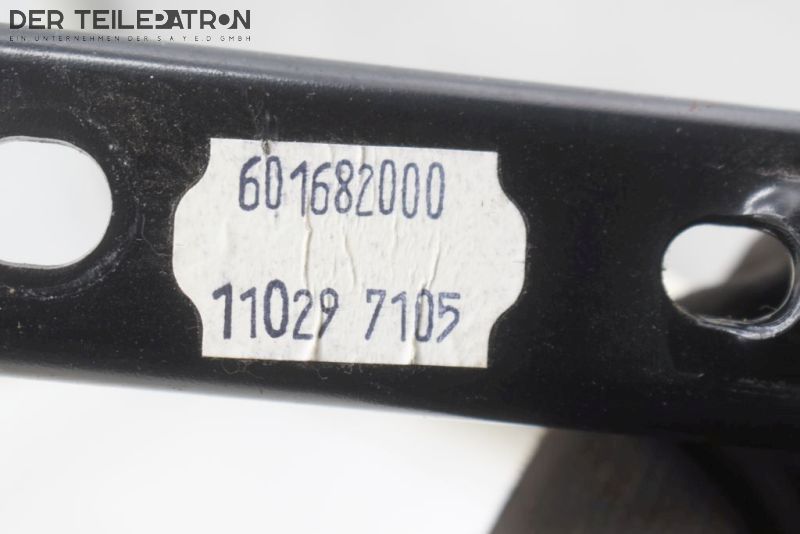 DER TEILEPATRON
EIN UNTERNEHMEN DER S A Y E.D GMBH
601682000
11029 7105